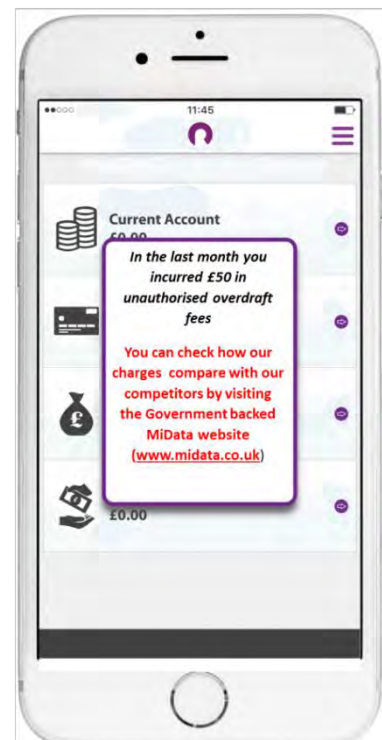 11:45
Current Account
£0.00
In the last month you
incurred £50 in
unauthorised overdraft
fees
You can check how our
charges compare with our
competitors by visiting
the Government backed
MiData website
(www.midata.co.uk)
£
£0.00